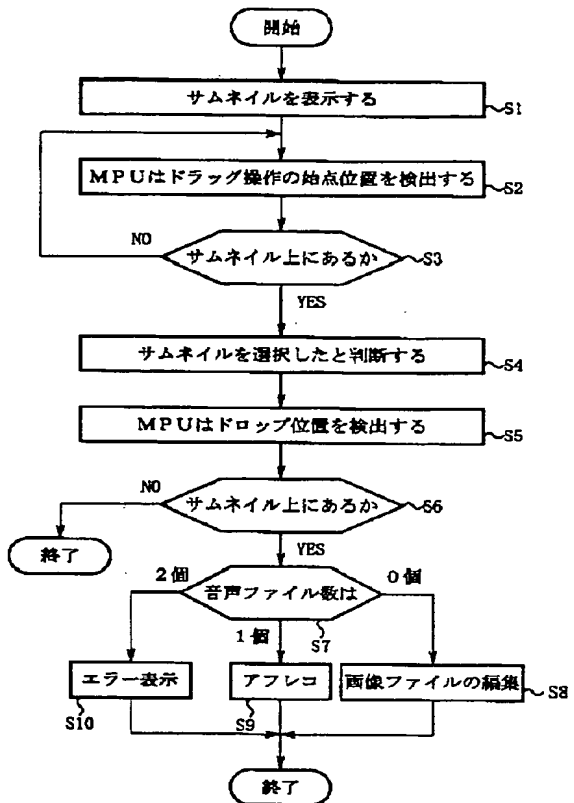 開始
サムネイルを表示する
S1
MPUはドラッグ操作の始点位置を検出する
S2
NO
サムネイル上にあるか
S3
YES
サムネイルを選択したと判断する
S4
MPUはドロップ位置を検出する
S5
NO
サムネイル上にあるか
S6
終了
YES
2個
音声ファイル数は
0個
1個
S7
エラー表示
アフレコ
画像ファイルの編集
S8
S10
S9
終了